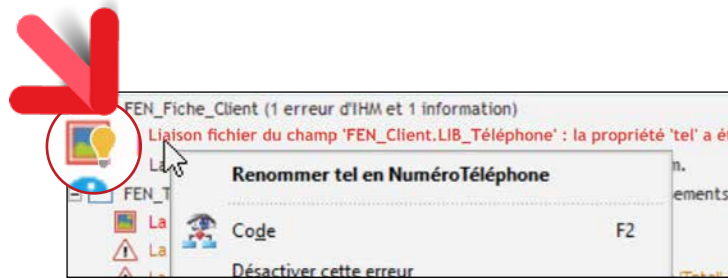 FEN_Fiche_Client (1 erreur d'IHM et 1 information)
Liaison fichier du champ 'FEN_Client.LIB_Téléphone' : la propriété 'tel' a é
La
Renommer tel en NuméroTéléphone
n.
FEN_T
ements
La
Code F2
La
Désactiver cette erreur